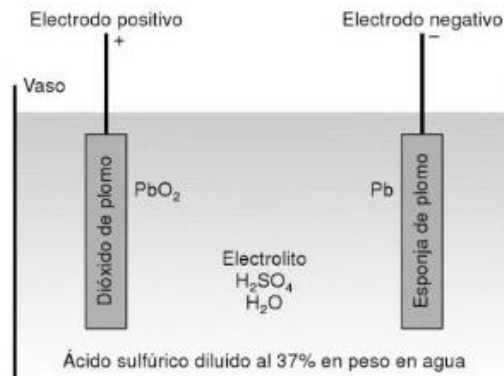 Electrodo positivo
+
Electrodo negativo
−
Vaso
Dióxido de plomo
PbO₂
Pb
Esponja de plomo
Electrolito
H₂SO₄
H₂O
Ácido sulfúrico diluido al 37% en peso en agua